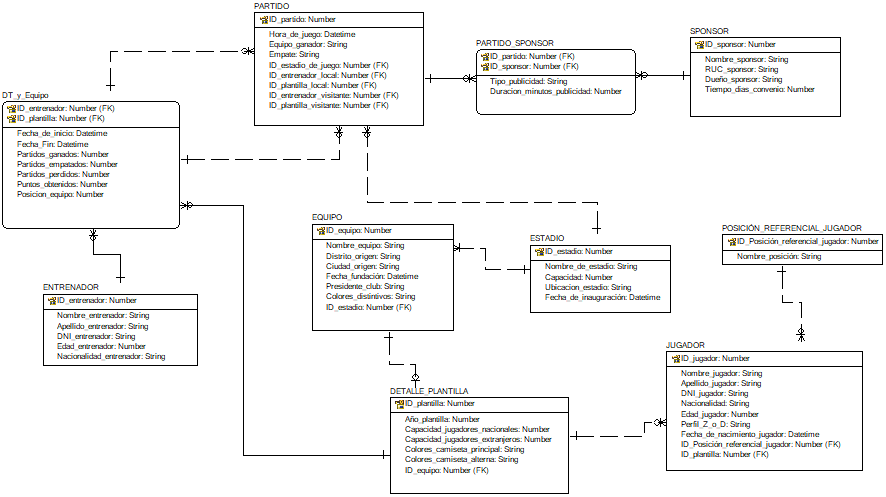 PARTIDO
ID_partido: Number
Hora_de_juego: Datetime
Equipo_ganador: String
Empate: String
ID_estadio_de_juego: Number (FK)
ID_entrenador_local: Number (FK)
ID_plantilla_local: Number (FK)
ID_entrenador_visitante: Number (FK)
ID_plantilla_visitante: Number (FK)
PARTIDO_SPONSOR
ID_partido: Number (FK)
ID_sponsor: Number (FK)
Tipo_publicidad: String
Duracion_minutos_publicidad: Number
SPONSOR
ID_sponsor: Number
Nombre_sponsor: String
RUC_sponsor: String
Dueño_sponsor: String
Tiempo_dias_convenio: Number
DT_y_Equipo
ID_entrenador: Number (FK)
ID_plantilla: Number (FK)
Fecha_de_inicio: Datetime
Fecha_Fin: Datetime
Partidos_ganados: Number
Partidos_empatados: Number
Partidos_perdidos: Number
Puntos_obtenidos: Number
Posicion_equipo: Number
EQUIPO
ID_equipo: Number
Nombre_equipo: String
Distrito_origen: String
Ciudad_origen: String
Fecha_fundación: Datetime
Presidente_club: String
Colores_distintivos: String
ID_estadio: Number (FK)
ESTADIO
ID_estadio: Number
Nombre_de_estadio: String
Capacidad: Number
Ubicacion_estadio: String
Fecha_de_inauguración: Datetime
POSICIÓN_REFERENCIAL_JUGADOR
ID_Posición_referencial_jugador: Number
Nombre_posición: String
ENTRENADOR
ID_entrenador: Number
Nombre_entrenador: String
Apellido_entrenador: String
DNI_entrenador: String
Edad_entrenador: Number
Nacionalidad_entrenador: String
JUGADOR
ID_jugador: Number
Nombre_jugador: String
Apellido_jugador: String
DNI_jugador: String
Nacionalidad: String
Edad_jugador: Number
Perfil_Z_o_D: String
Fecha_de_nacimiento_jugador: Datetime
ID_Posición_referencial_jugador: Number (FK)
ID_plantilla: Number (FK)
DETALLE_PLANTILLA
ID_plantilla: Number
Año_plantilla: Number
Capacidad_jugadores_nacionales: Number
Capacidad_jugadores_extranjeros: Number
Colores_camiseta_principal: String
Colores_camiseta_alterna: String
ID_equipo: Number (FK)